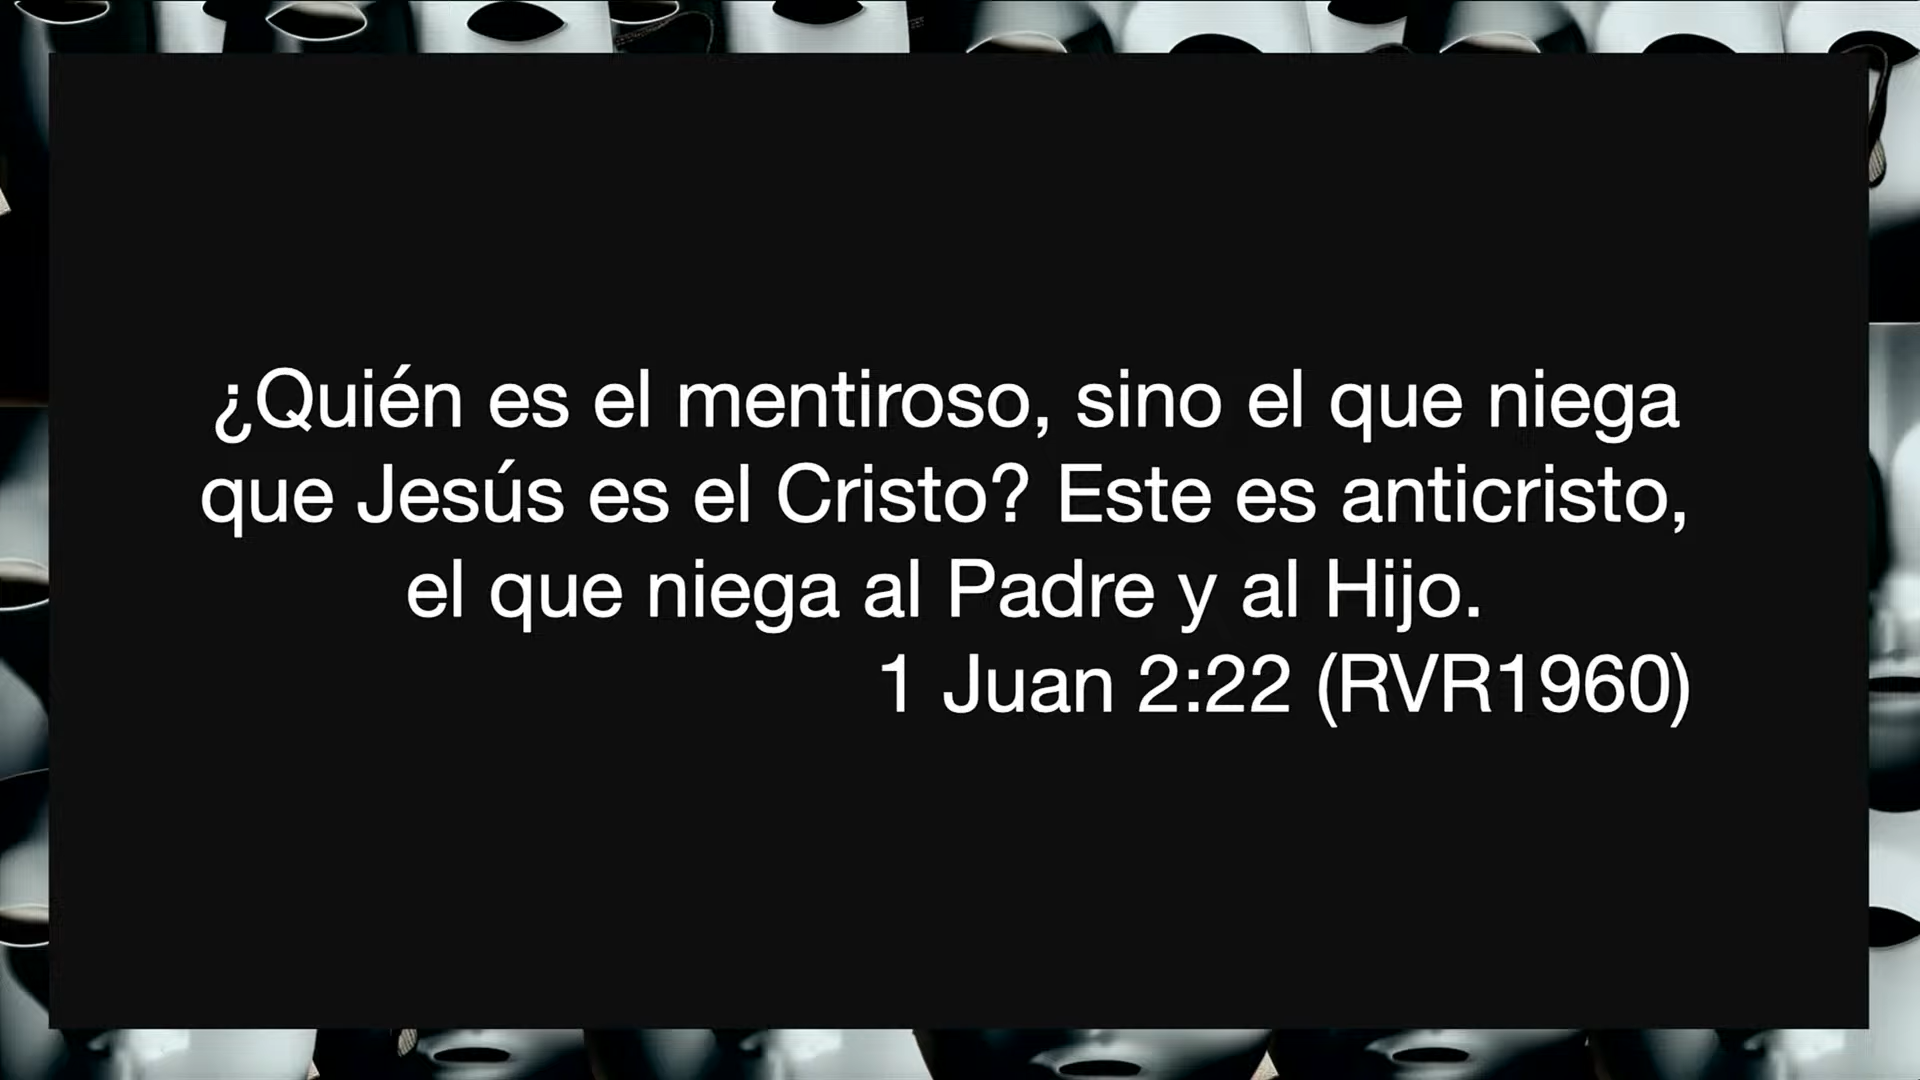 ¿Quién es el mentiroso, sino el que niega
que Jesús es el Cristo? Este es anticristo,
el que niega al Padre y al Hijo.
1 Juan 2:22 (RVR1960)